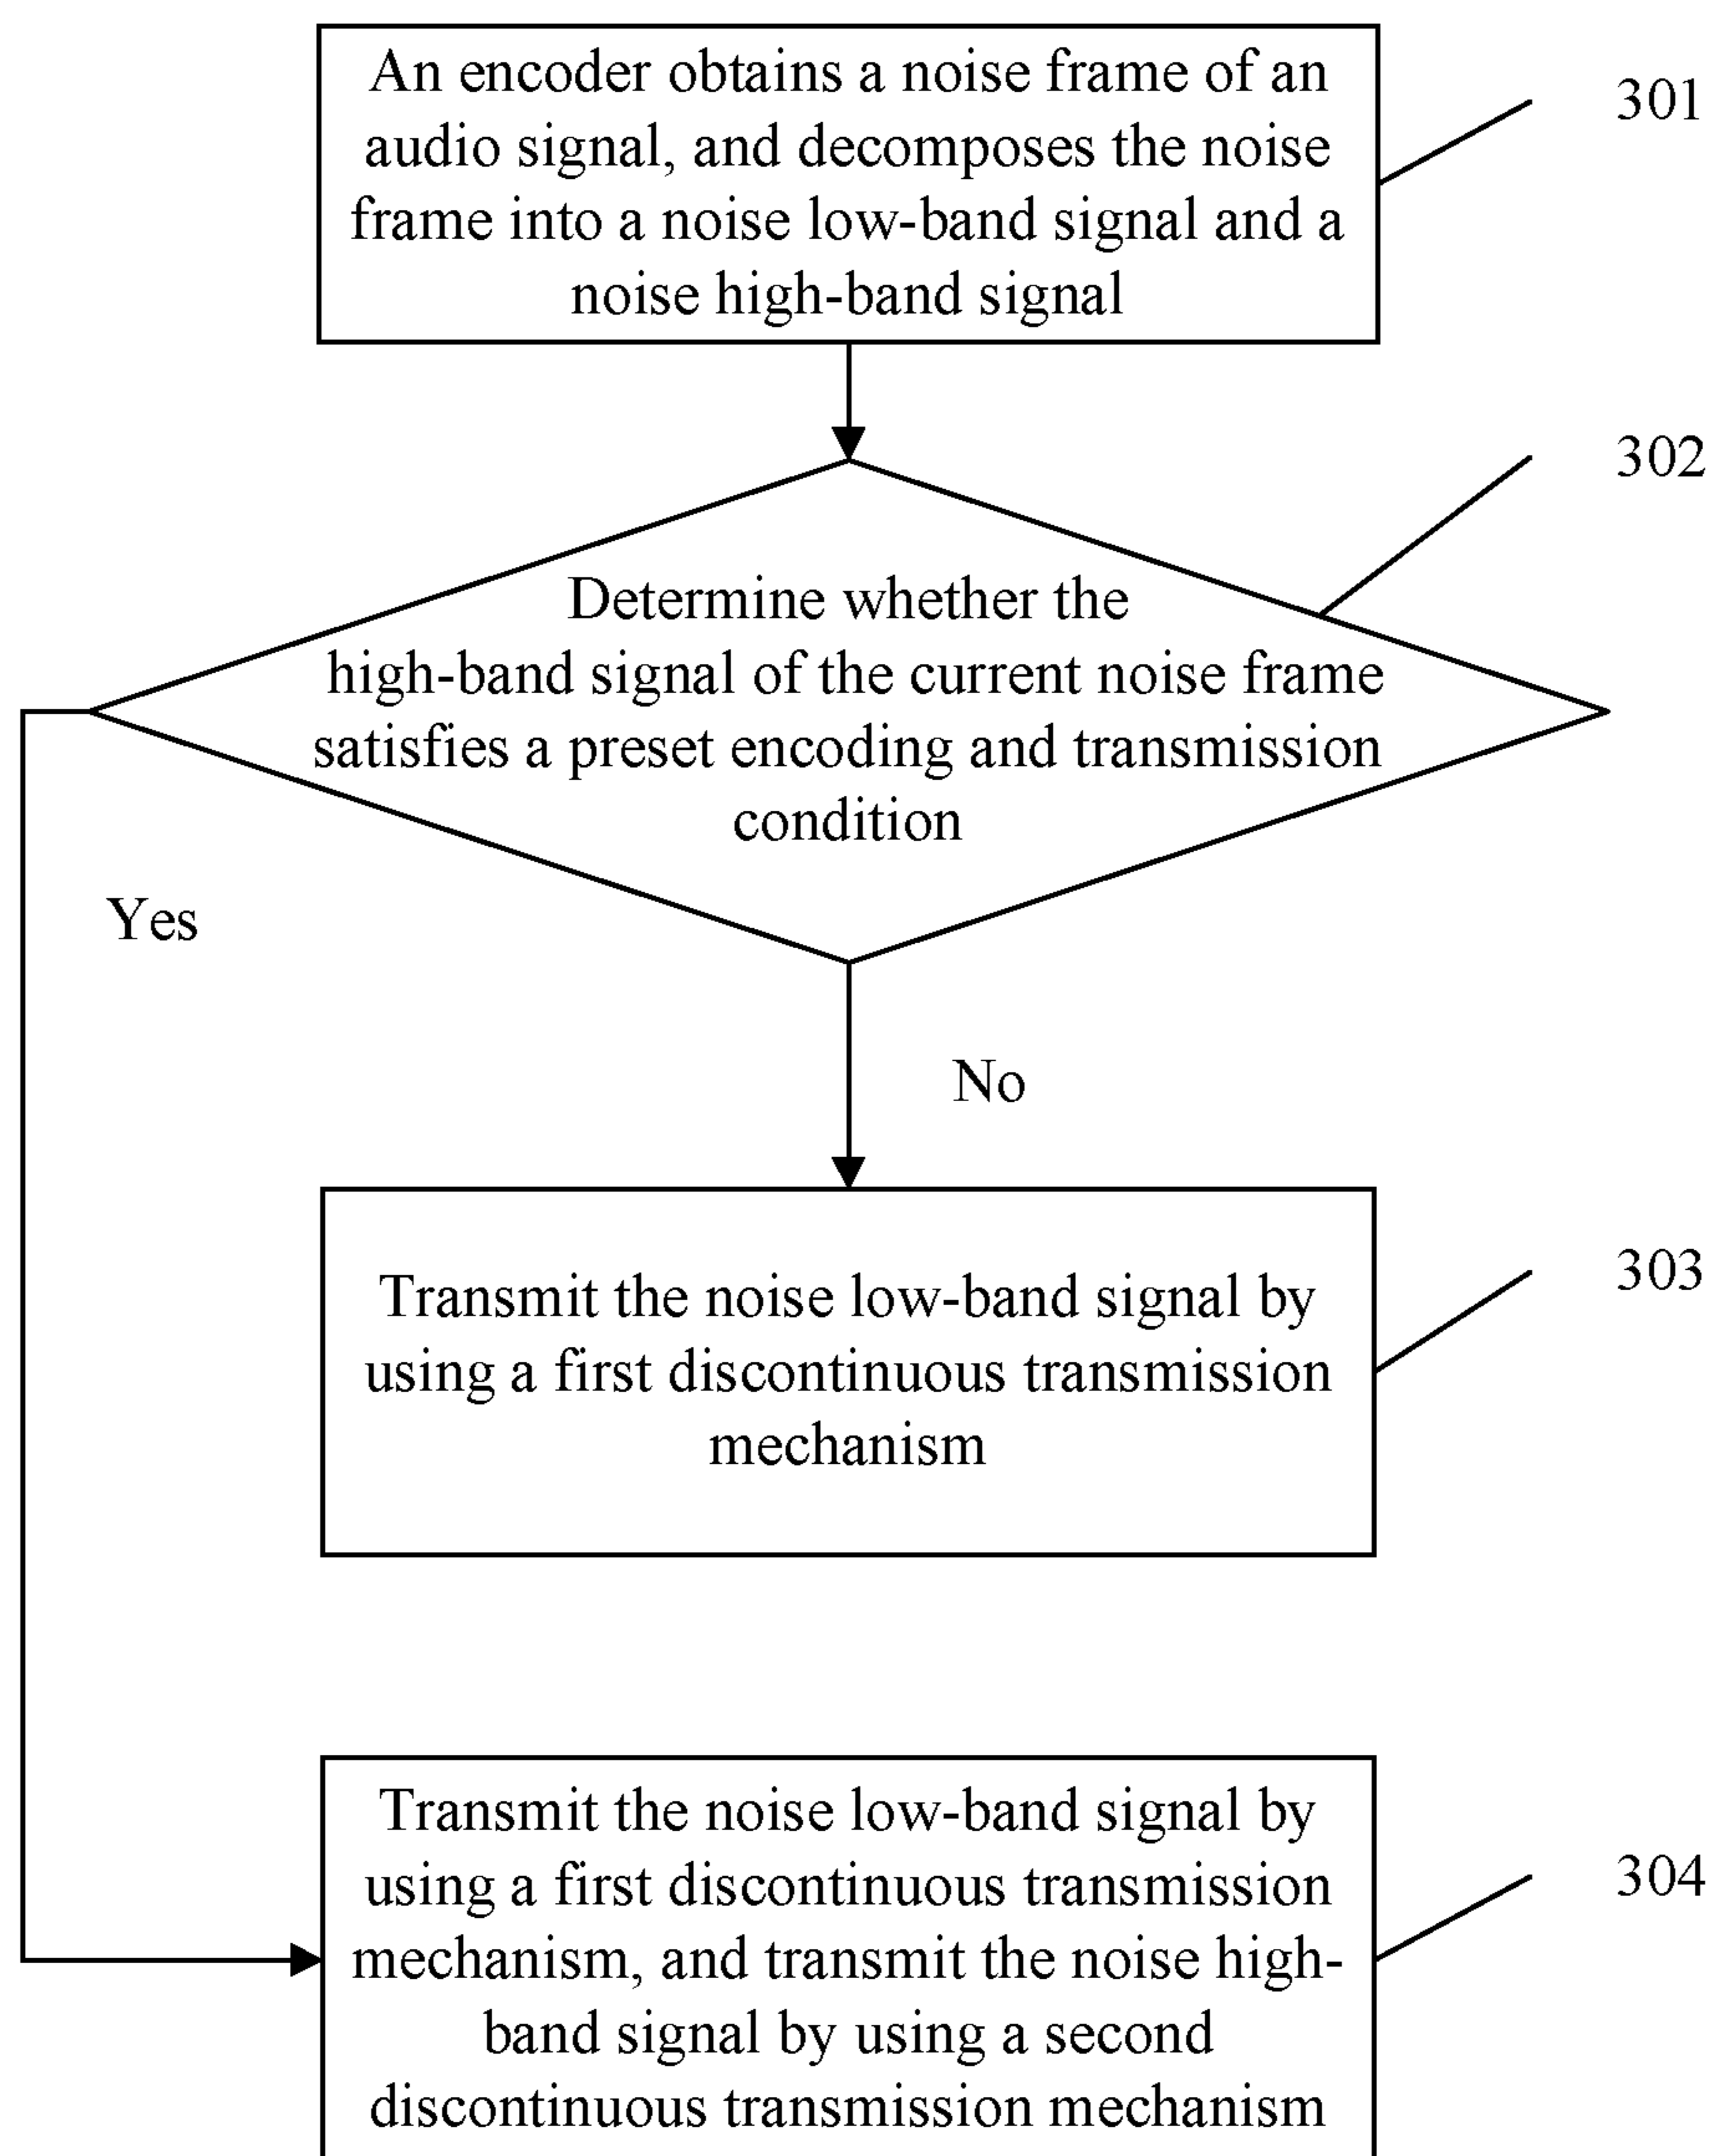 An encoder obtains a noise frame of an
audio signal, and decomposes the noise
frame into a noise low-band signal and a
noise high-band signal
301
302
Determine whether the
high-band signal of the current noise frame
satisfies a preset encoding and transmission
condition
Yes
No
303
Transmit the noise low-band signal by
using a first discontinuous transmission
mechanism
304
Transmit the noise low-band signal by
using a first discontinuous transmission
mechanism, and transmit the noise high-
band signal by using a second
discontinuous transmission mechanism